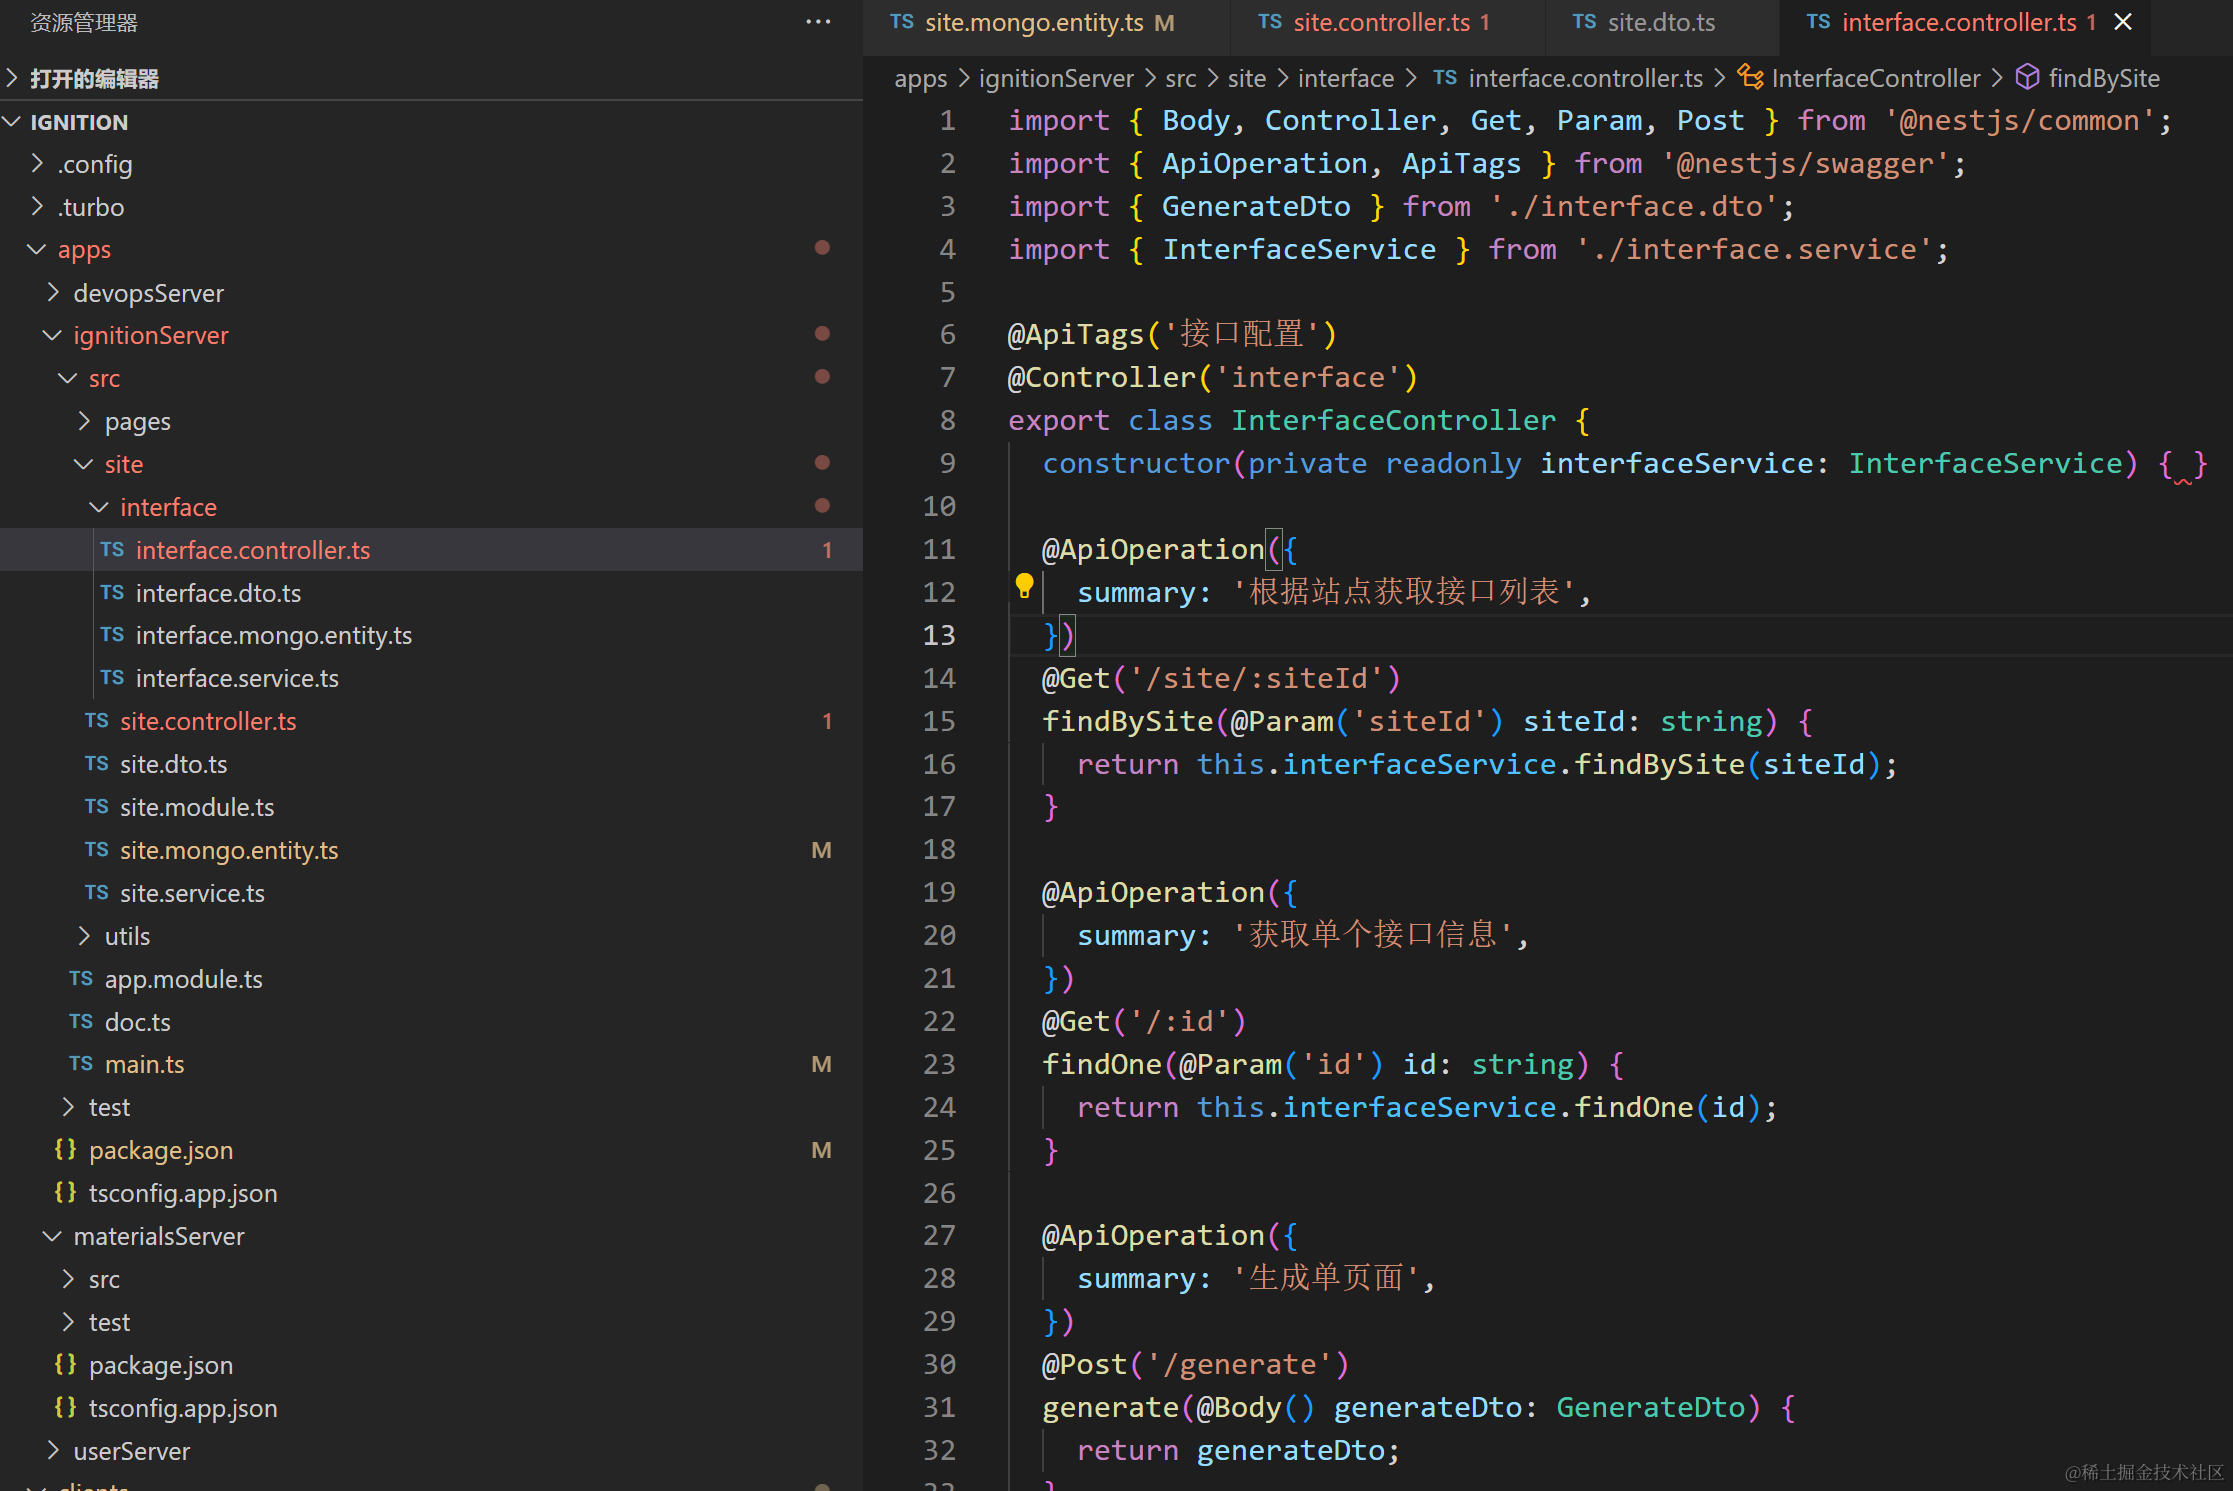 资源管理器
打开的编辑器
IGNITION
.config
.turbo
apps
devopsServer
ignitionServer
src
pages
site
interface
TS interface.controller.ts 1
TS interface.dto.ts
TS interface.mongo.entity.ts
TS interface.service.ts
TS site.controller.ts 1
TS site.dto.ts
TS site.module.ts
TS site.mongo.entity.ts M
TS site.service.ts
utils
TS app.module.ts
TS doc.ts
TS main.ts M
test
{} package.json M
{} tsconfig.app.json
materialsServer
src
test
{} package.json
{} tsconfig.app.json
userServer
clients
TS site.mongo.entity.ts M TS site.controller.ts 1 TS site.dto.ts TS interface.controller.ts 1
apps > ignitionServer > src > site > interface > TS interface.controller.ts > InterfaceController > findBySite
1 import { Body, Controller, Get, Param, Post } from '@nestjs/common';
2 import { ApiOperation, ApiTags } from '@nestjs/swagger';
3 import { GenerateDto } from './interface.dto';
4 import { InterfaceService } from './interface.service';
5
6 @ApiTags('接口配置')
7 @Controller('interface')
8 export class InterfaceController {
9 constructor(private readonly interfaceService: InterfaceService) { }
10
11 @ApiOperation({
12 summary: '根据站点获取接口列表',
13 })
14 @Get('/site/:siteId')
15 findBySite(@Param('siteId') siteId: string) {
16 return this.interfaceService.findBySite(siteId);
17 }
18
19 @ApiOperation({
20 summary: '获取单个接口信息',
21 })
22 @Get('/:id')
23 findOne(@Param('id') id: string) {
24 return this.interfaceService.findOne(id);
25 }
26
27 @ApiOperation({
28 summary: '生成单页面',
29 })
30 @Post('/generate')
31 generate(@Body() generateDto: GenerateDto) {
32 return generateDto;
33 }
@稀土掘金技术社区